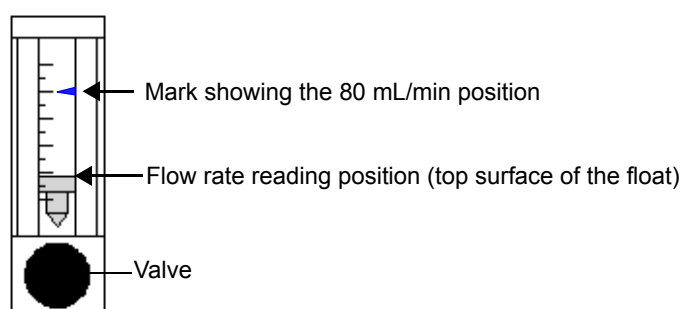 Mark showing the 80 mL/min position
Flow rate reading position (top surface of the float)
Valve